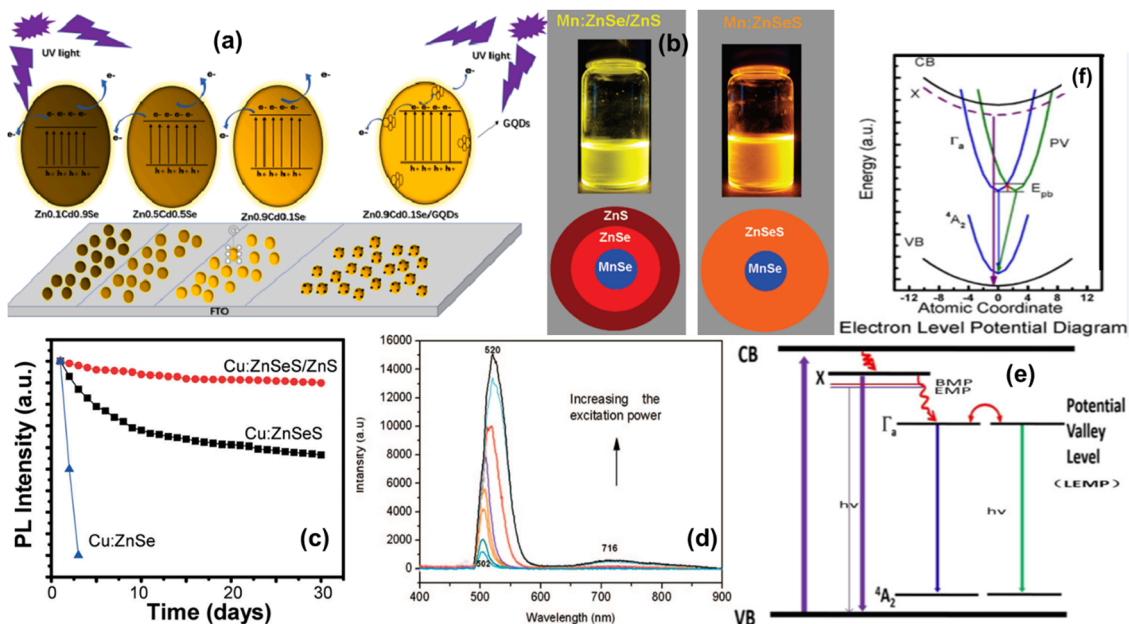 (a)
UV light
UV light
e-
e-
e-
e-
e-
e-
e-
e-
e- e- e- e-
e- e- e- e-
e- e- e- e-
e- e- e- e-
h+ h+ h+ h+
h+ h+ h+ h+
h+ h+ h+ h+
h+ h+ h+ h+
GQDs
Zn0.1Cd0.9Se
Zn0.5Cd0.5Se
Zn0.9Cd0.1Se
Zn0.9Cd0.1Se/GQDs
FTO
Mn:ZnSe/ZnS
Mn:ZnSeS
(b)
ZnS
ZnSe
MnSe
ZnSeS
MnSe
(f)
CB
X
Γa
PV
Epb
⁴A₂
VB
Energy (a.u.)
-12 -8 -4 0 4 8 12
Atomic Coordinate
Electron Level Potential Diagram
Cu:ZnSeS/ZnS
Cu:ZnSeS
Cu:ZnSe
(c)
PL Intensity (a.u.)
0 10 20 30
Time (days)
16000
14000
12000
10000
8000
6000
4000
2000
0
Intansity (a.u)
520
Increasing the
excitation power
502
716
(d)
400 500 600 700 800 900
Wavelength (nm)
CB
(e)
X
BMP
EMP
Γa
Potential
Valley
Level
(LEMP)
hν
hν
⁴A₂
VB